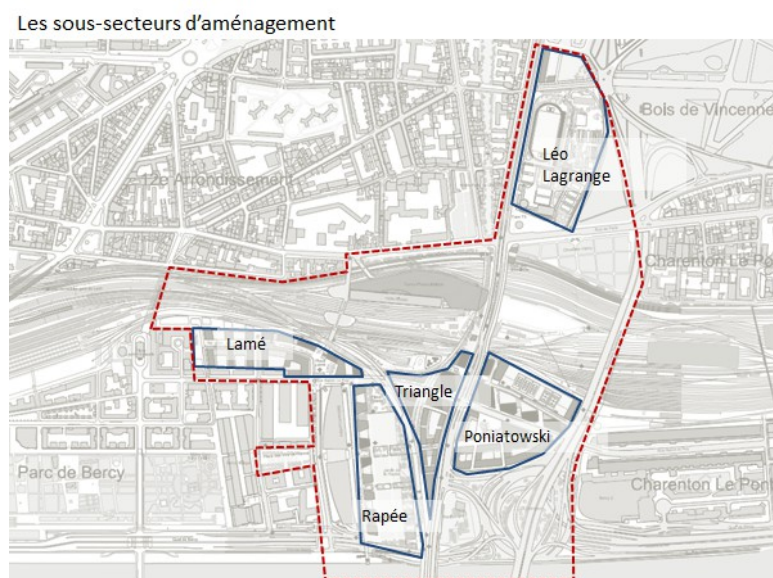 Les sous-secteurs d'aménagement
Bois de Vincenne
Léo
Lagrange
12e Arrondissement
Charenton Le Po
Lamé
Triangle
Poniatowski
Parc de Bercy
Charenton Le Pont
Rapée